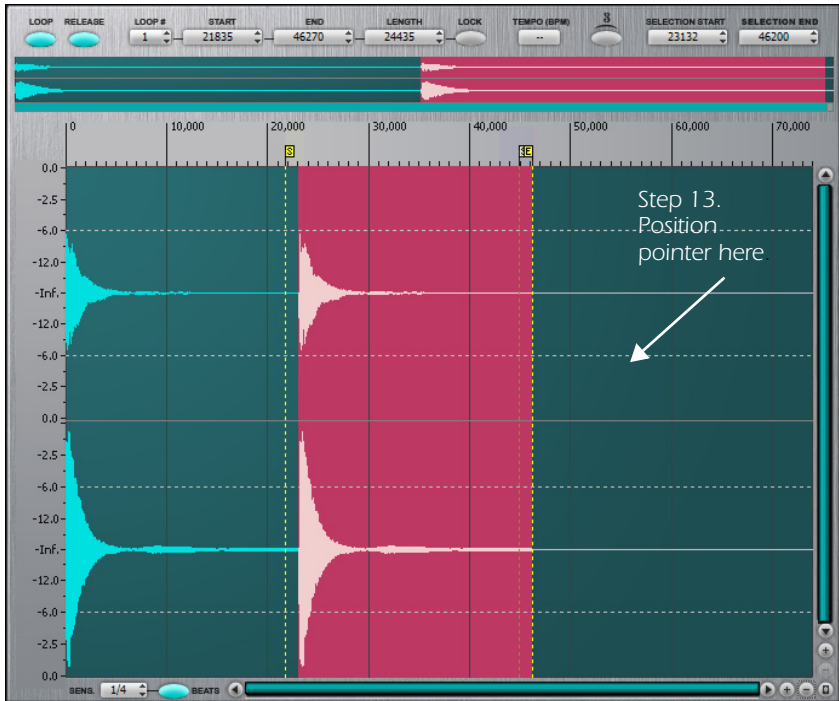 LOOP RELEASE LOOP # START END LENGTH LOCK TEMPO (BPM) 3 SELECTION START SELECTION END
1 21835 46270 24435 -- 23132 46200
0 10,000 20,000 30,000 40,000 50,000 60,000 70,000
S E
0.0
-2.5
-6.0
-12.0
-Inf.
-12.0
-6.0
-2.5
0.0
-2.5
-6.0
-12.0
-Inf.
-12.0
-6.0
-2.5
0.0
Step 13.
Position
pointer here.
SENS. 1/4 BEATS